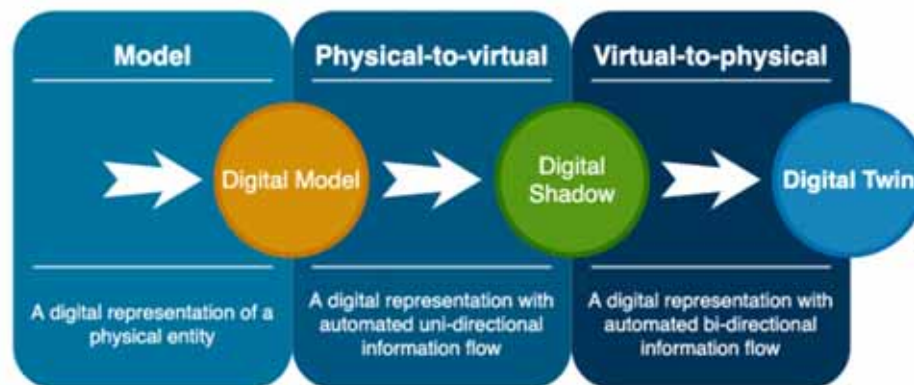 Model
Digital Model
A digital representation of a
physical entity
Physical-to-virtual
Digital
Shadow
A digital representation with
automated uni-directional
information flow
Virtual-to-physical
Digital Twin
A digital representation with
automated bi-directional
information flow